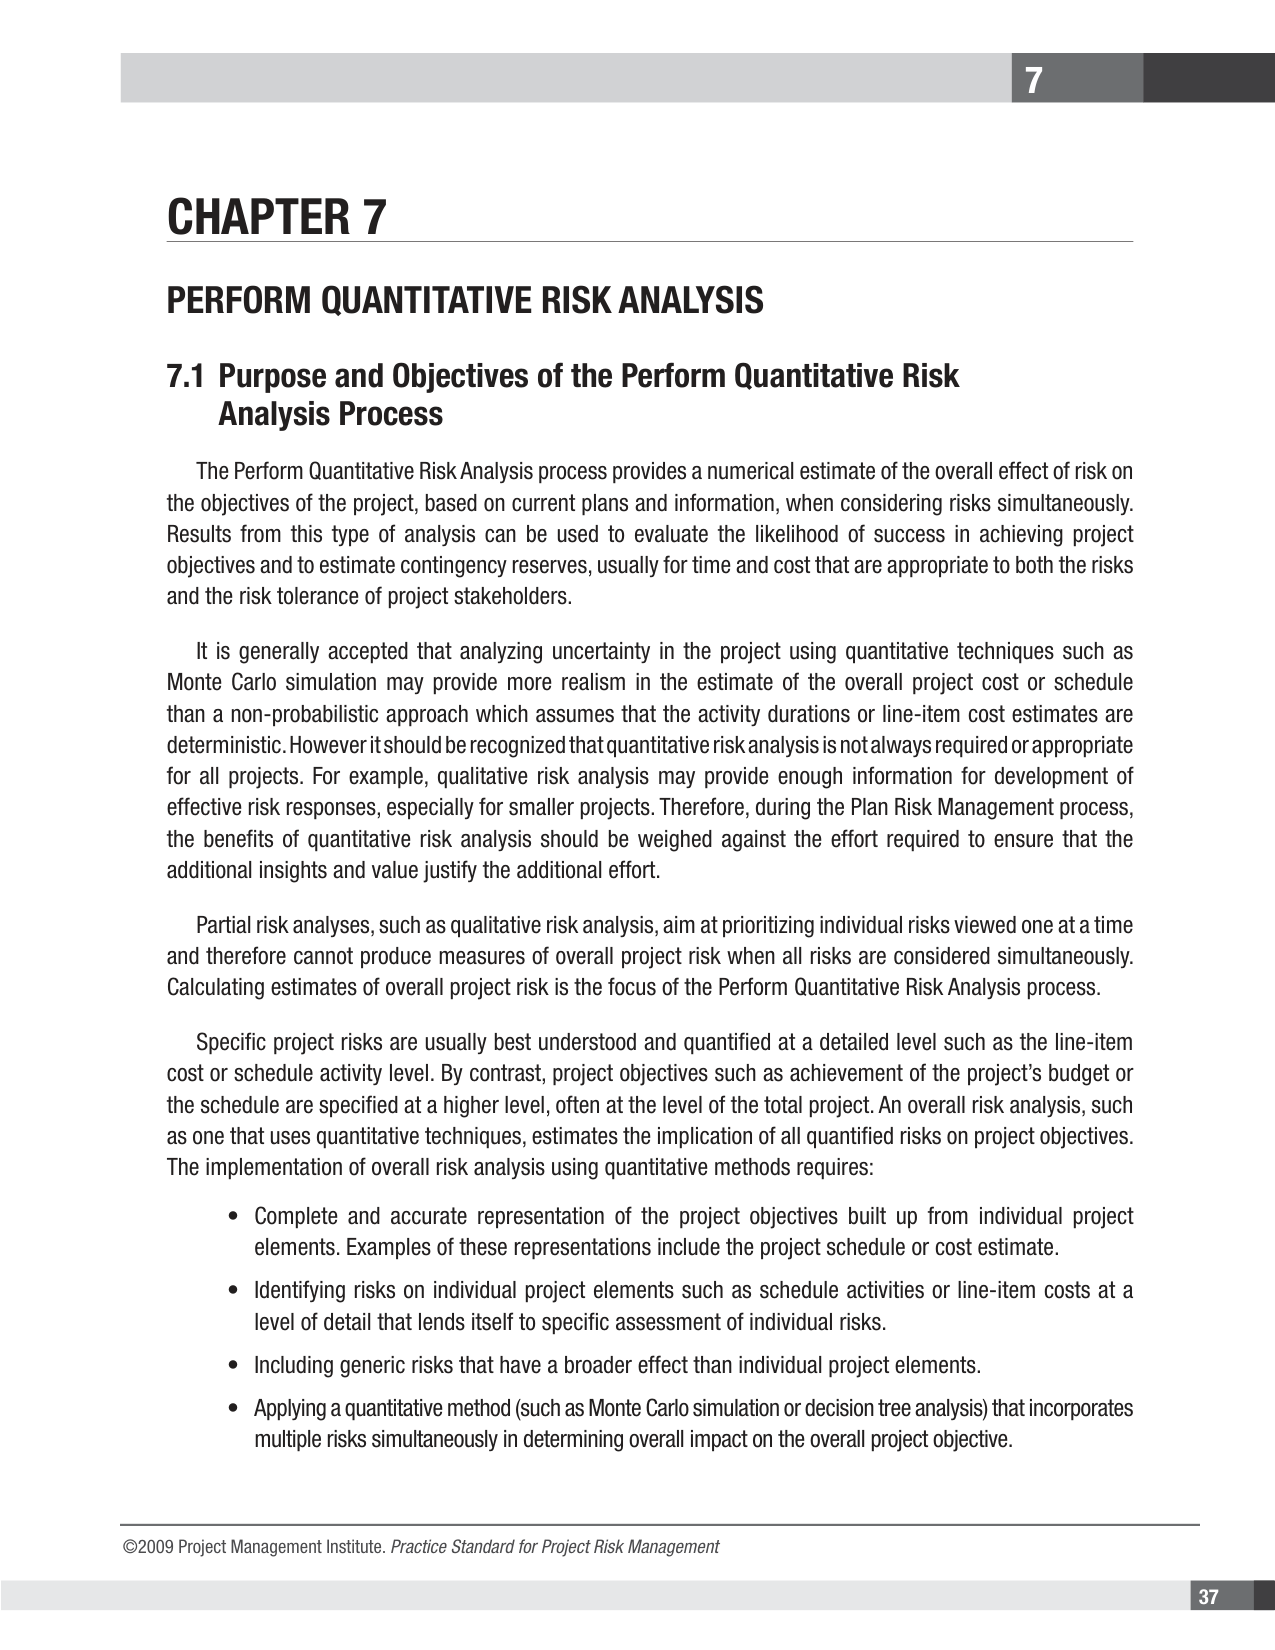 7
CHAPTER 7
PERFORM QUANTITATIVE RISK ANALYSIS
7.1 Purpose and Objectives of the Perform Quantitative Risk
Analysis Process
The Perform Quantitative Risk Analysis process provides a numerical estimate of the overall effect of risk on
the objectives of the project, based on current plans and information, when considering risks simultaneously.
Results from this type of analysis can be used to evaluate the likelihood of success in achieving project
objectives and to estimate contingency reserves, usually for time and cost that are appropriate to both the risks
and the risk tolerance of project stakeholders.
It is generally accepted that analyzing uncertainty in the project using quantitative techniques such as
Monte Carlo simulation may provide more realism in the estimate of the overall project cost or schedule
than a non-probabilistic approach which assumes that the activity durations or line-item cost estimates are
deterministic. However it should be recognized that quantitative risk analysis is not always required or appropriate
for all projects. For example, qualitative risk analysis may provide enough information for development of
effective risk responses, especially for smaller projects. Therefore, during the Plan Risk Management process,
the benefits of quantitative risk analysis should be weighed against the effort required to ensure that the
additional insights and value justify the additional effort.
Partial risk analyses, such as qualitative risk analysis, aim at prioritizing individual risks viewed one at a time
and therefore cannot produce measures of overall project risk when all risks are considered simultaneously.
Calculating estimates of overall project risk is the focus of the Perform Quantitative Risk Analysis process.
Specific project risks are usually best understood and quantified at a detailed level such as the line-item
cost or schedule activity level. By contrast, project objectives such as achievement of the project's budget or
the schedule are specified at a higher level, often at the level of the total project. An overall risk analysis, such
as one that uses quantitative techniques, estimates the implication of all quantified risks on project objectives.
The implementation of overall risk analysis using quantitative methods requires:
• Complete and accurate representation of the project objectives built up from individual project
elements. Examples of these representations include the project schedule or cost estimate.
• Identifying risks on individual project elements such as schedule activities or line-item costs at a
level of detail that lends itself to specific assessment of individual risks.
• Including generic risks that have a broader effect than individual project elements.
• Applying a quantitative method (such as Monte Carlo simulation or decision tree analysis) that incorporates
multiple risks simultaneously in determining overall impact on the overall project objective.
©2009 Project Management Institute. Practice Standard for Project Risk Management
37